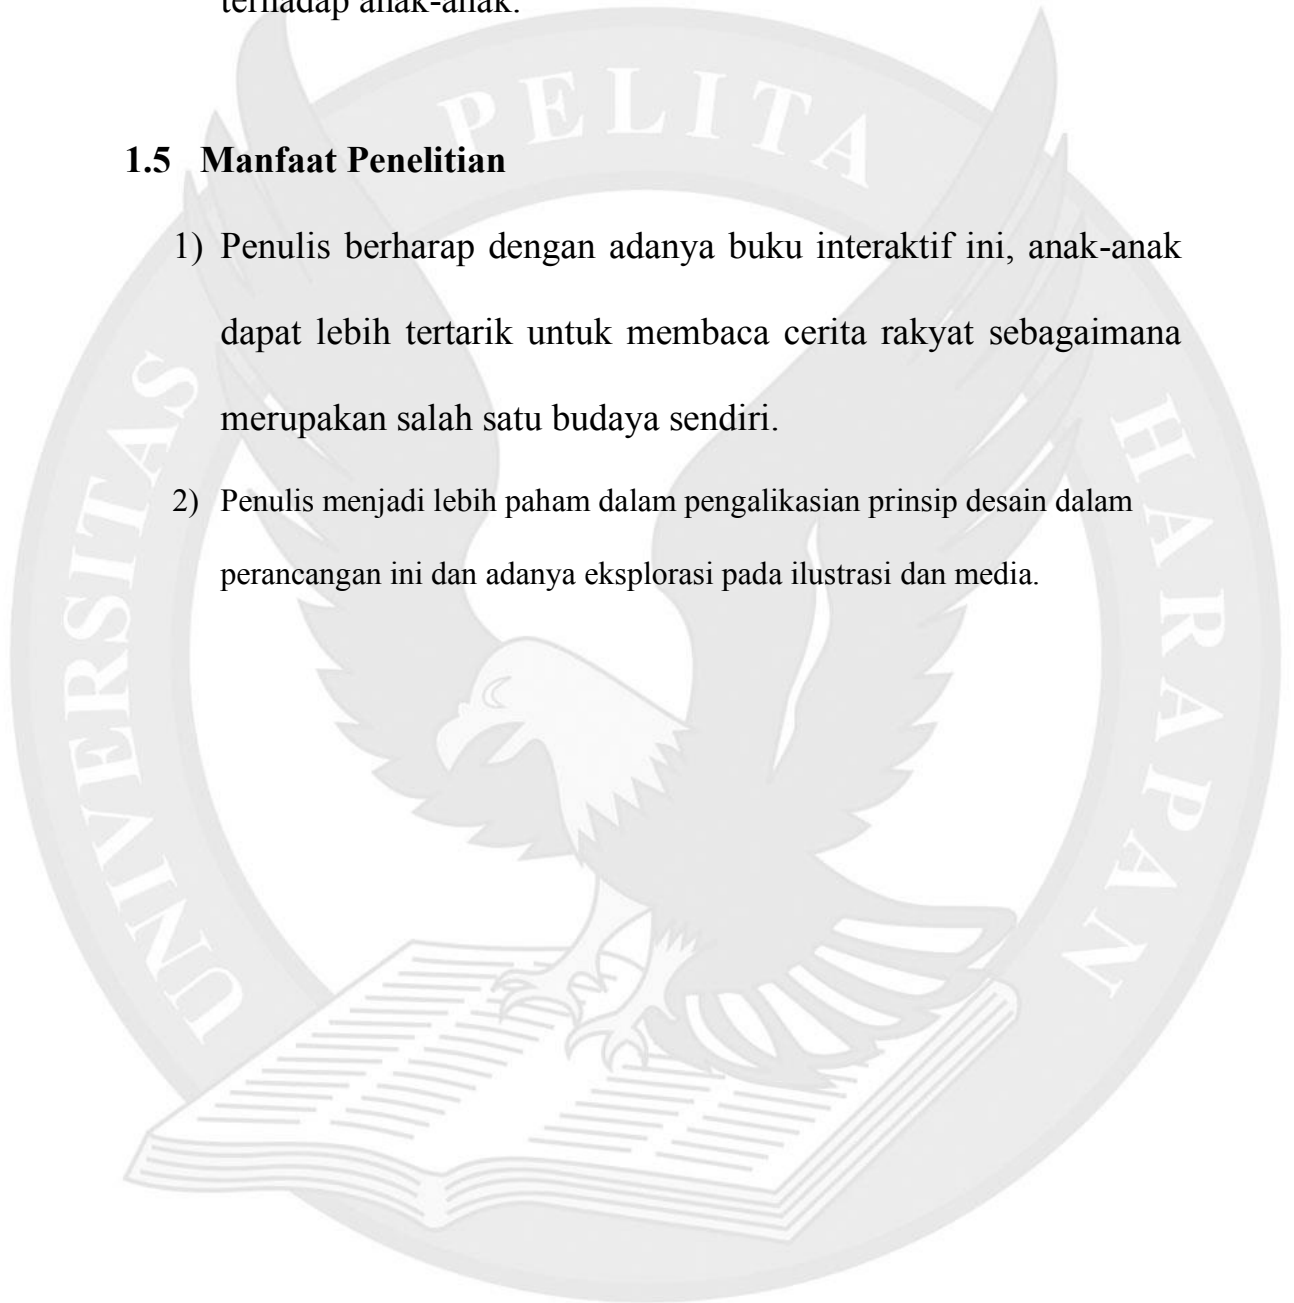 terhadap anak-anak.
PELITA
1.5 Manfaat Penelitian
1) Penulis berharap dengan adanya buku interaktif ini, anak-anak
dapat lebih tertarik untuk membaca cerita rakyat sebagaimana
merupakan salah satu budaya sendiri.
2) Penulis menjadi lebih paham dalam pengalikasian prinsip desain dalam
perancangan ini dan adanya eksplorasi pada ilustrasi dan media.
UNIVERSITAS
HARAPAN